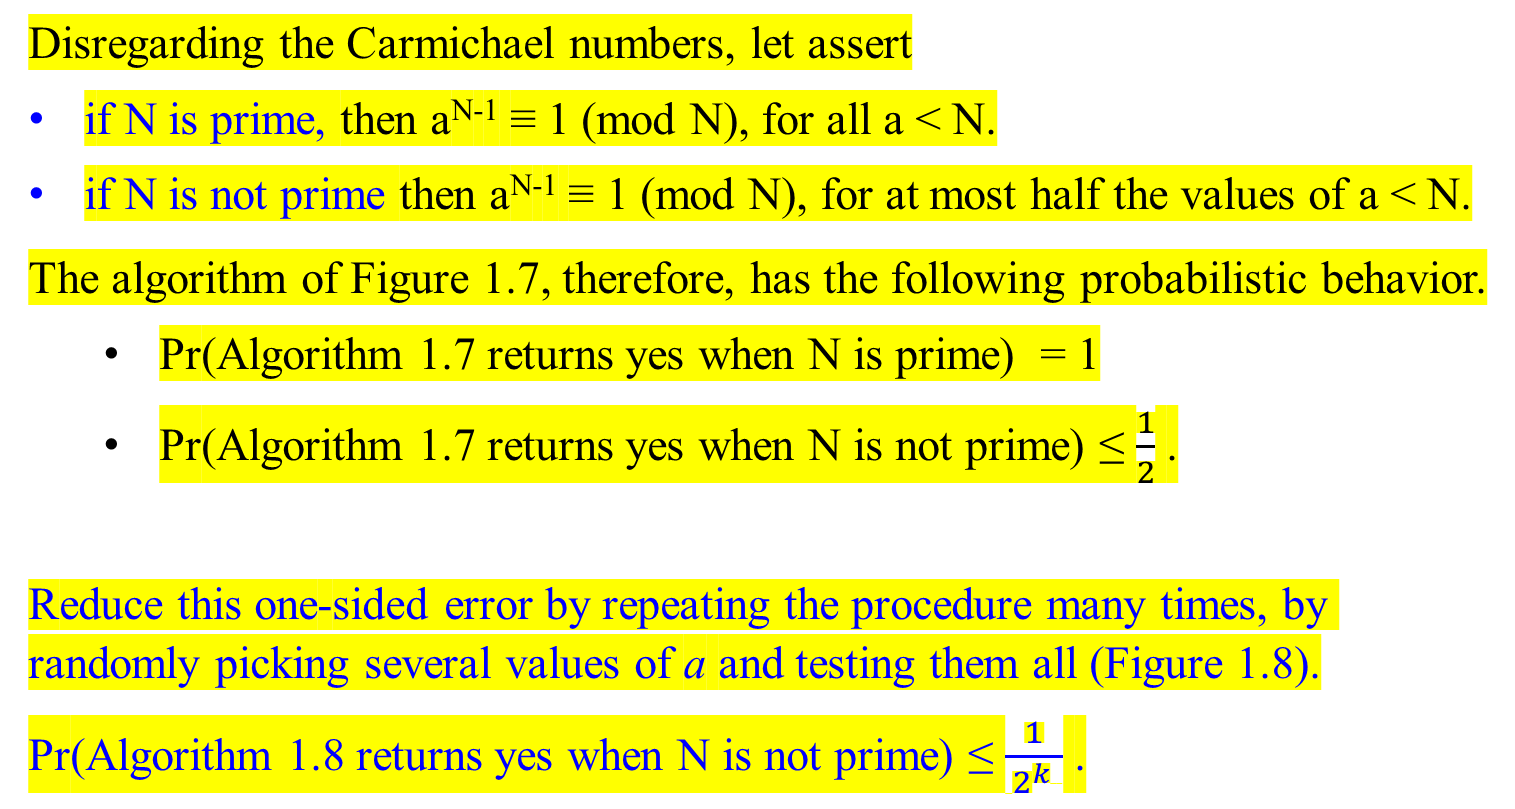 Disregarding the Carmichael numbers, let assert
• if N is prime, then a^{N-1} ≡ 1 (mod N), for all a < N.
• if N is not prime then a^{N-1} ≡ 1 (mod N), for at most half the values of a < N.
The algorithm of Figure 1.7, therefore, has the following probabilistic behavior.
• Pr(Algorithm 1.7 returns yes when N is prime) = 1
• Pr(Algorithm 1.7 returns yes when N is not prime) ≤ \frac{1}{2} .
Reduce this one-sided error by repeating the procedure many times, by
randomly picking several values of a and testing them all (Figure 1.8).
Pr(Algorithm 1.8 returns yes when N is not prime) ≤ \frac{1}{2^k} .